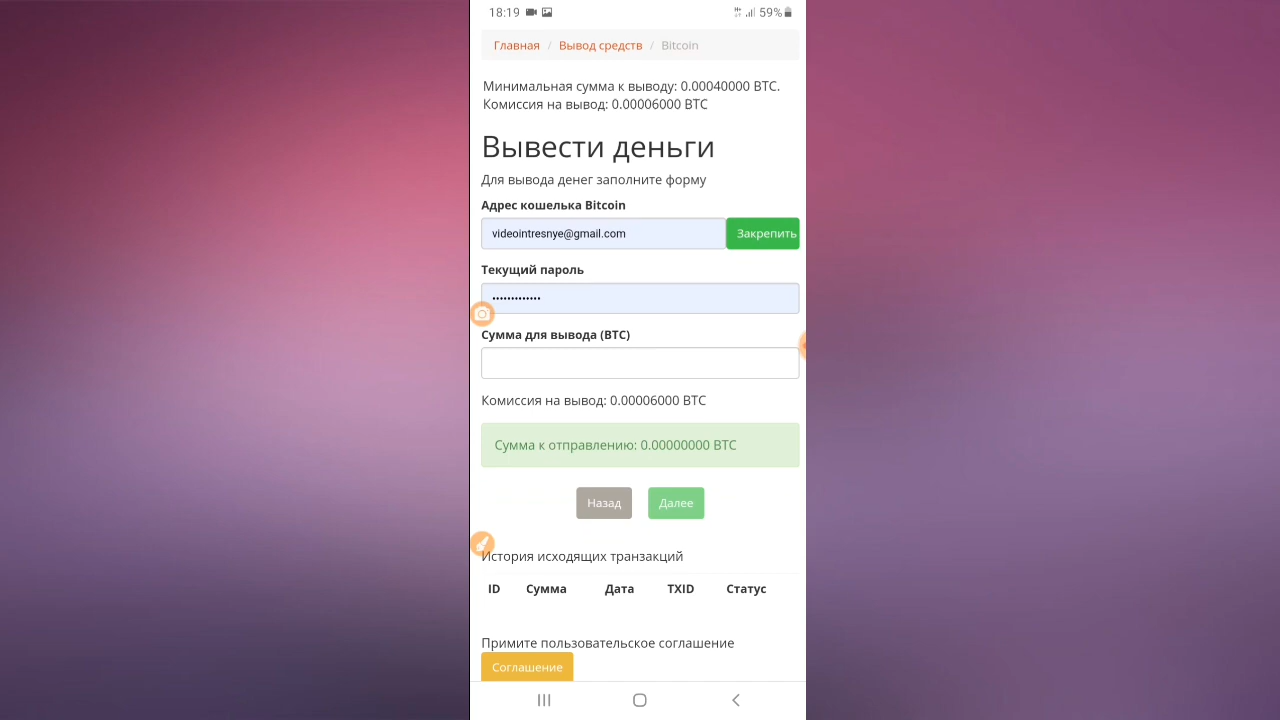 18:19 59%
Главная / Вывод средств / Bitcoin
Минимальная сумма к выводу: 0.00040000 BTC.
Комиссия на вывод: 0.00006000 BTC
Вывести деньги
Для вывода денег заполните форму
Адрес кошелька Bitcoin
videointresnye@gmail.com Закрепить
Текущий пароль
•••••••••••••
Сумма для вывода (BTC)
Комиссия на вывод: 0.00006000 BTC
Сумма к отправлению: 0.00000000 BTC
Назад Далее
История исходящих транзакций
ID Сумма Дата TXID Статус
Примите пользовательское соглашение
Соглашение